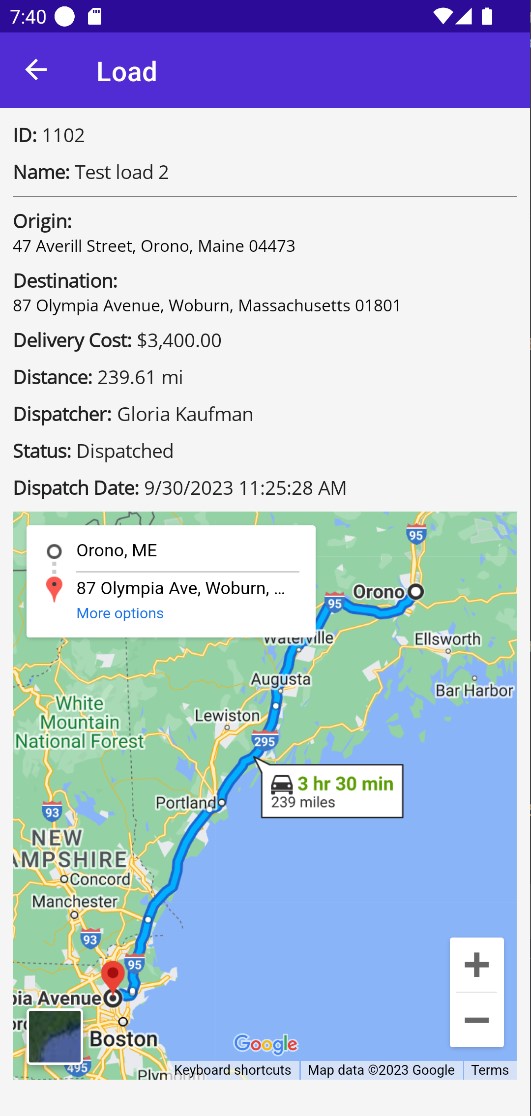 7:40
Load
ID: 1102
Name: Test load 2
Origin:
47 Averill Street, Orono, Maine 04473
Destination:
87 Olympia Avenue, Woburn, Massachusetts 01801
Delivery Cost: $3,400.00
Distance: 239.61 mi
Dispatcher: Gloria Kaufman
Status: Dispatched
Dispatch Date: 9/30/2023 11:25:28 AM
Orono, ME
87 Olympia Ave, Woburn, ...
More options
95
Orono
95
Waterville
Ellsworth
Augusta
Bar Harbor
White
Mountain
National Forest
Lewiston
295
3 hr 30 min
239 miles
Portland
93
NEW
AMPSHIRE
Concord
Manchester
93
95
pia Avenue
Boston
495
Plym
Google
Keyboard shortcuts
Map data ©2023 Google
Terms